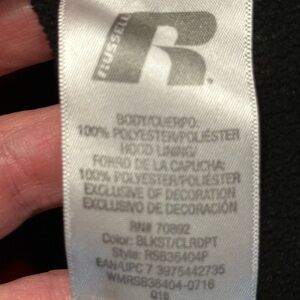 RUSSELL
R
BODY/CUERPO:
100% POLYESTER/POLIÉSTER
HOOD LINING/
FORRO DE LA CAPUCHA:
100% POLYESTER/POLIÉSTER
EXCLUSIVE OF DECORATION
EXCLUSIVO DE DECORACIÓN
RN# 70892
Color: BLKST/CLRDPT
Style: RSB36404P
EAN/UPC 7 3975442735
WMRSB36404-0716
Q16